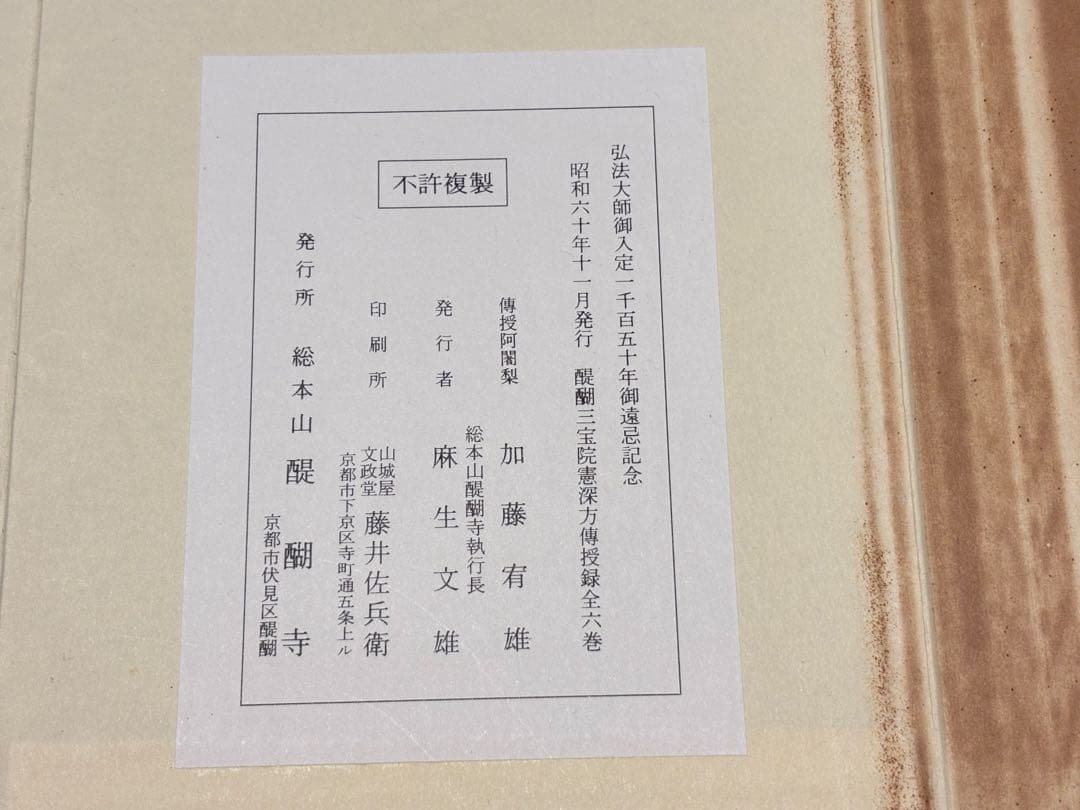 弘法大師御入定一千百五十年御遠忌記念
昭和六十年十一月発行 醍醐三宝院憲深方傳授録全六巻
傳授阿闍梨 加藤宥雄
総本山醍醐寺執行長
発行者 麻生文雄
山城屋
文政堂
印刷所 藤井佐兵衛
京都市下京区寺町通五条上ル
不許複製
発行所 総本山 醍醐寺
京都市伏見区醍醐